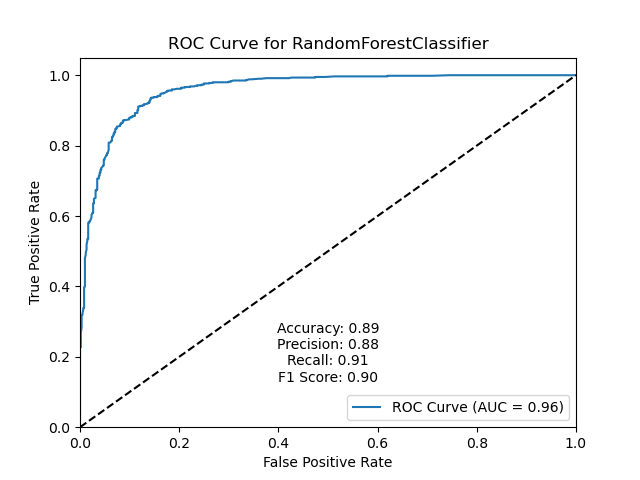 ROC Curve for RandomForestClassifier
True Positive Rate
1.0
0.8
0.6
0.4
0.2
0.0
Accuracy: 0.89
Precision: 0.88
Recall: 0.91
F1 Score: 0.90
ROC Curve (AUC = 0.96)
0.0 0.2 0.4 0.6 0.8 1.0
False Positive Rate